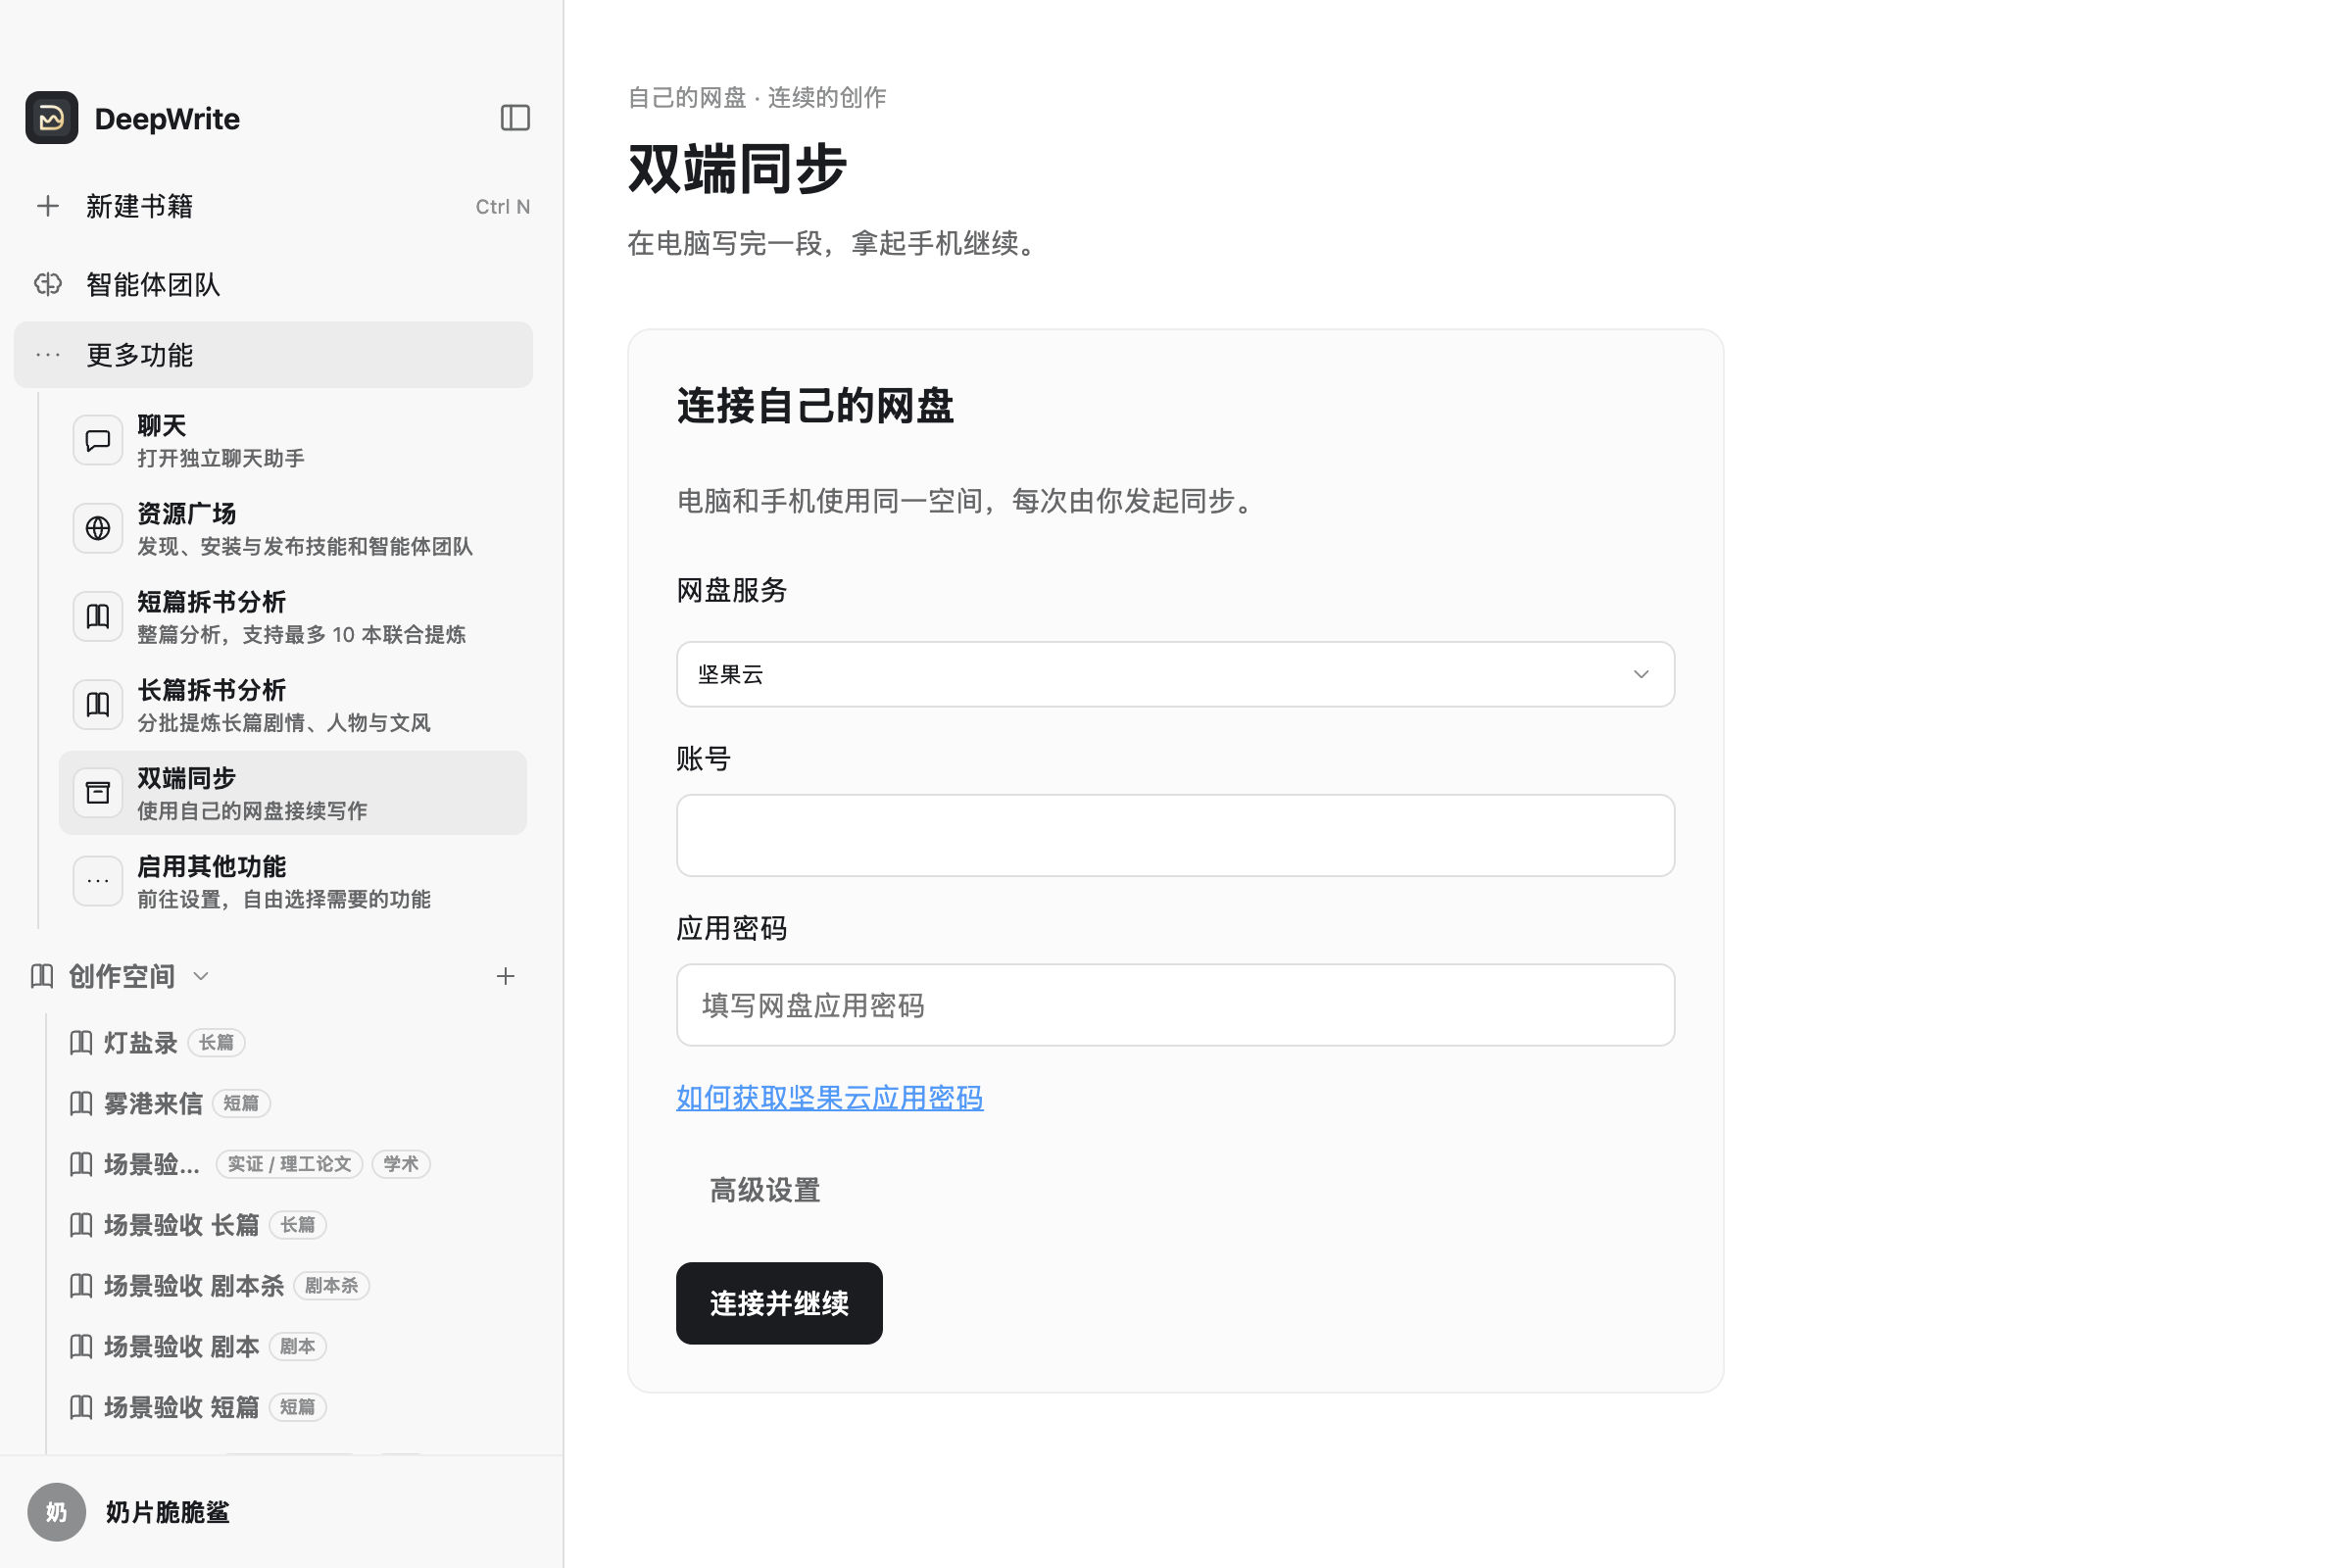 DeepWrite
新建书籍 Ctrl N
智能体团队
更多功能
聊天
打开独立聊天助手
资源广场
发现、安装与发布技能和智能体团队
短篇拆书分析
整篇分析，支持最多 10 本联合提炼
长篇拆书分析
分批提炼长篇剧情、人物与文风
双端同步
使用自己的网盘接续写作
启用其他功能
前往设置，自由选择需要的功能
创作空间
灯盐录 长篇
雾港来信 短篇
场景验... 实证 / 理工论文 学术
场景验收 长篇 长篇
场景验收 剧本杀 剧本杀
场景验收 剧本 剧本
场景验收 短篇 短篇
奶 奶片脆脆鲨
自己的网盘 · 连续的创作
双端同步
在电脑写完一段，拿起手机继续。
连接自己的网盘
电脑和手机使用同一空间，每次由你发起同步。
网盘服务
坚果云
账号
应用密码
填写网盘应用密码
如何获取坚果云应用密码
高级设置
连接并继续